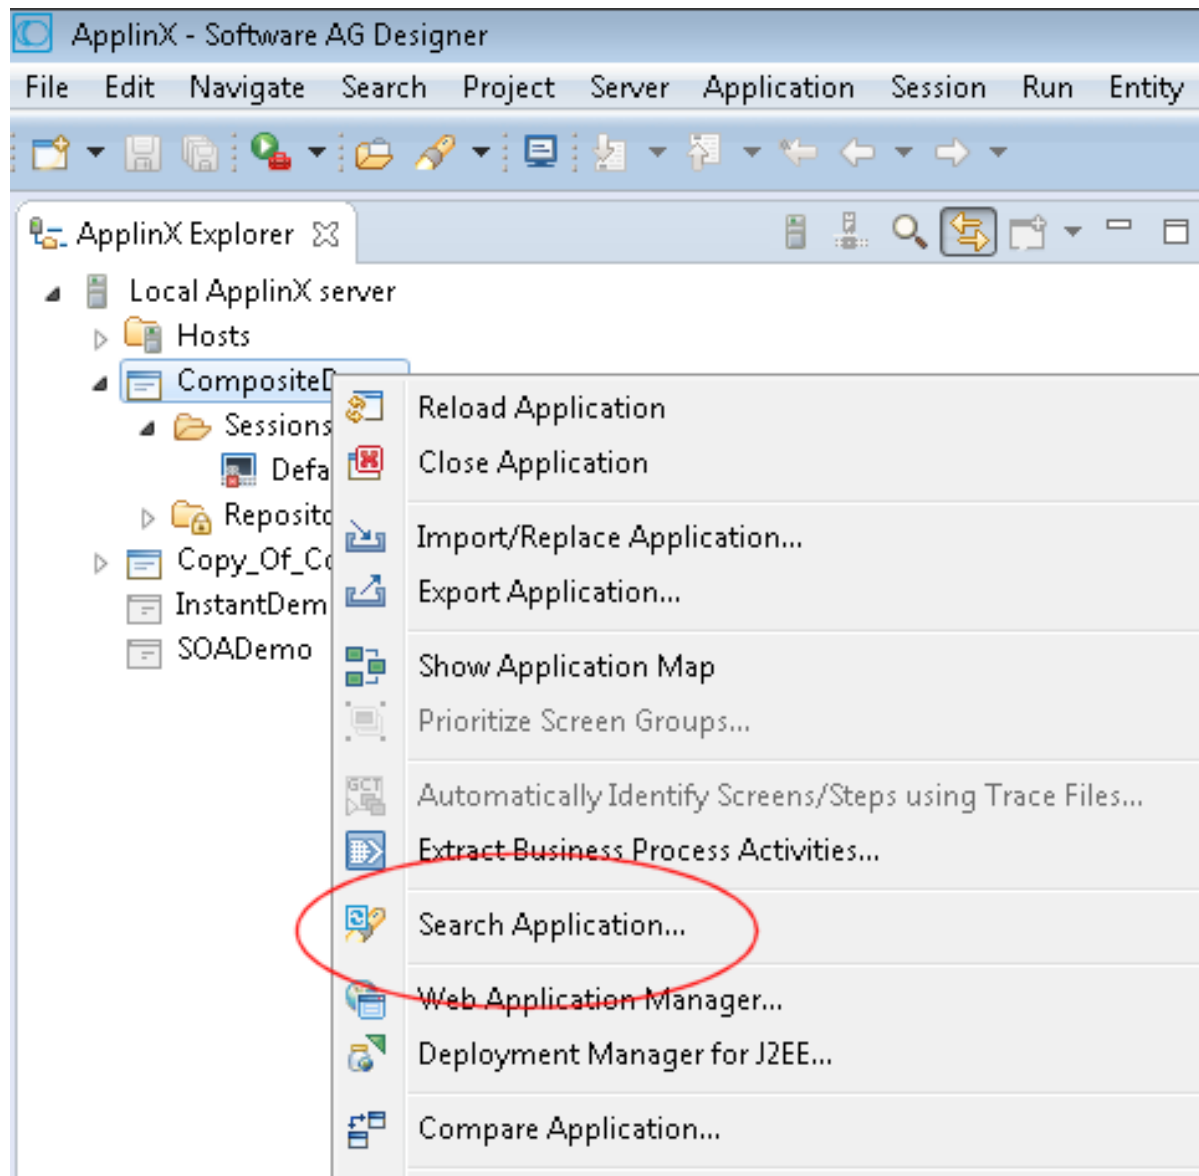 ApplinX - Software AG Designer
File Edit Navigate Search Project Server Application Session Run Entity
ApplinX Explorer
Local ApplinX server
Hosts
Sessions
InstantDem
SOADemo
Reload Application
Close Application
Import/Replace Application...
Export Application...
Show Application Map
Prioritize Screen Groups...
GCT
Automatically Identify Screens/Steps using Trace Files...
Extract Business Process Activities...
Search Application...
Web Application Manager...
Deployment Manager for J2EE...
Compare Application...